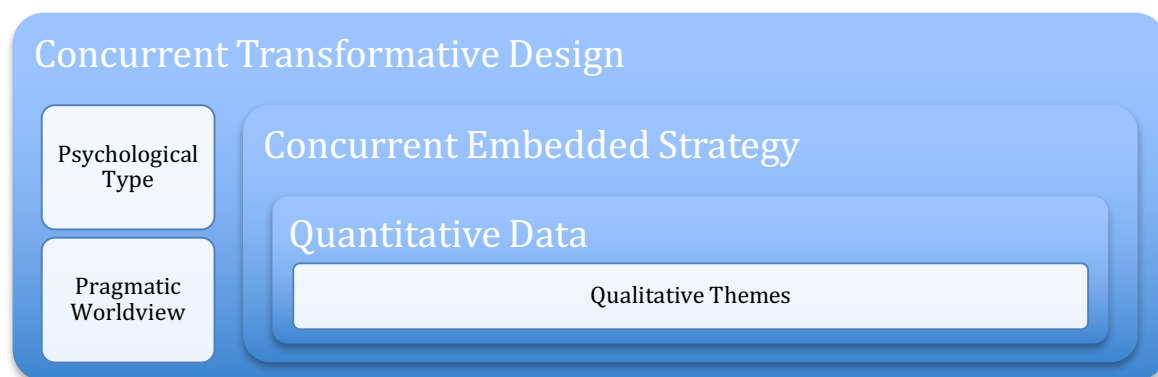 Concurrent Transformative Design
Psychological
Type
Pragmatic
Worldview
Concurrent Embedded Strategy
Quantitative Data
Qualitative Themes